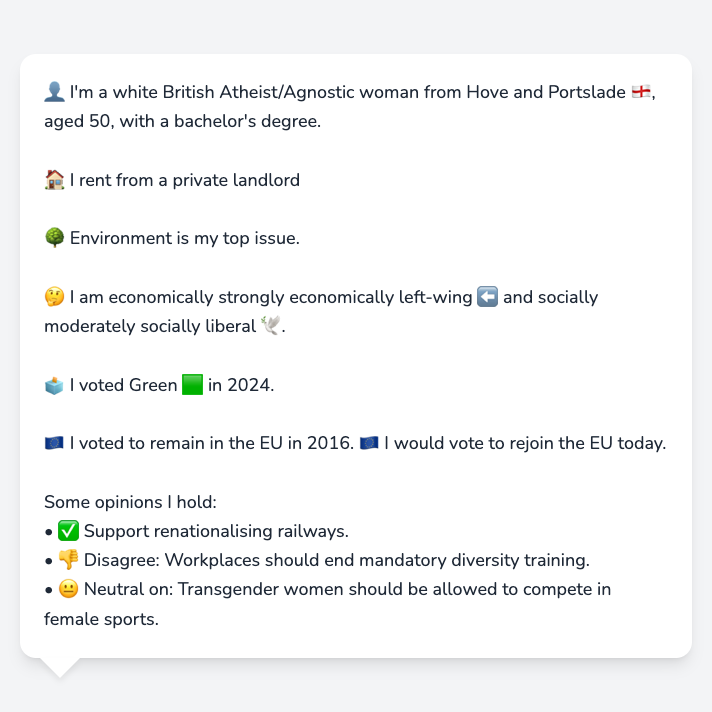 👤 I'm a white British Atheist/Agnostic woman from Hove and Portslade 🏴󠁧󠁢󠁥󠁮󠁧󠁿,
aged 50, with a bachelor's degree.
🏠 I rent from a private landlord
🌳 Environment is my top issue.
🤔 I am economically strongly economically left-wing ⬅️ and socially
moderately socially liberal 🕊️.
🗳️ I voted Green 🟩 in 2024.
🇪🇺 I voted to remain in the EU in 2016. 🇪🇺 I would vote to rejoin the EU today.
Some opinions I hold:
• ✅ Support renationalising railways.
• 👎 Disagree: Workplaces should end mandatory diversity training.
• 😐 Neutral on: Transgender women should be allowed to compete in
female sports.